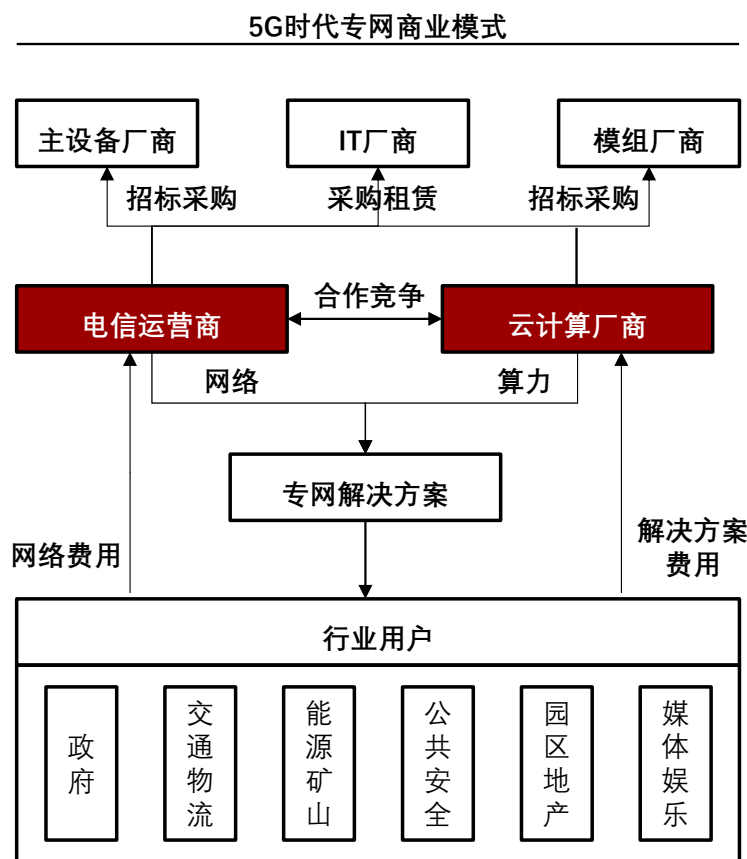 5G时代专网商业模式
主设备厂商
IT厂商
模组厂商
招标采购
采购租赁
招标采购
合作竞争
电信运营商
云计算厂商
网络
算力
专网解决方案
网络费用
解决方案
费用
行业用户
政府
交通物流
能源矿山
公共安全
园区地产
媒体娱乐